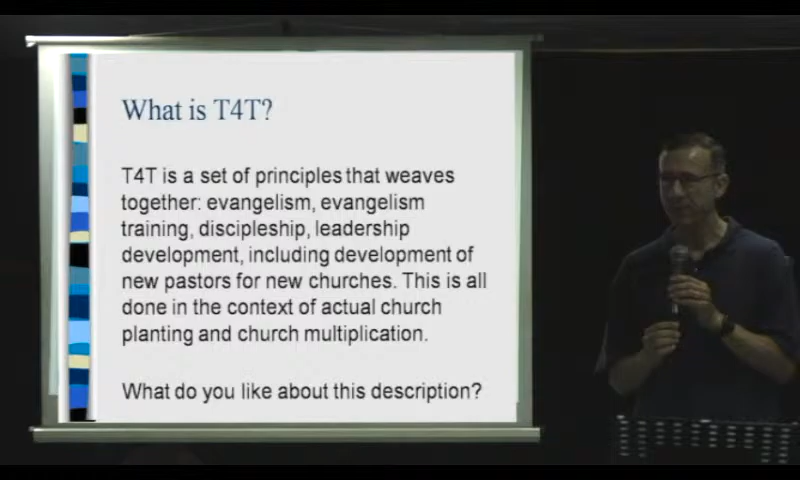 What is T4T?
T4T is a set of principles that weaves
together: evangelism, evangelism
training, discipleship, leadership
development, including development of
new pastors for new churches. This is all
done in the context of actual church
planting and church multiplication.
What do you like about this description?